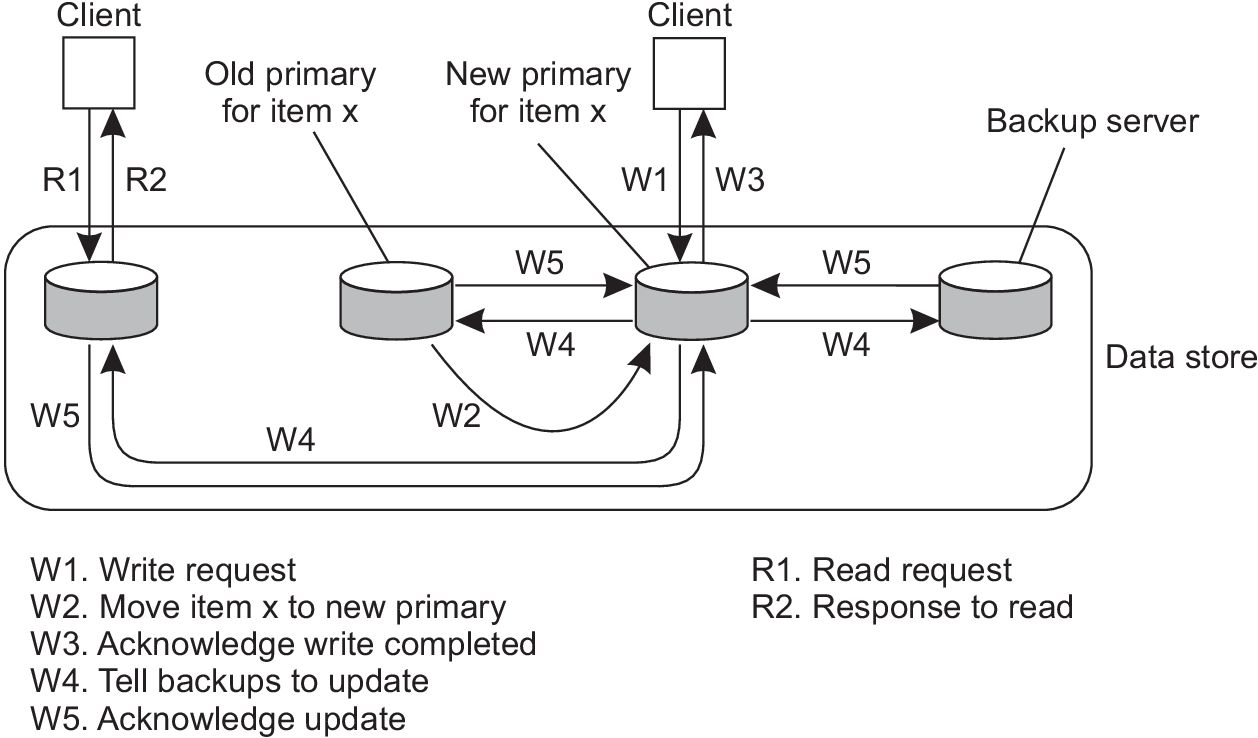 Client
Client
Old primary
for item x
New primary
for item x
Backup server
R1
R2
W1
W3
W5
W5
W4
W4
Data store
W5
W2
W4
W1. Write request
W2. Move item x to new primary
W3. Acknowledge write completed
W4. Tell backups to update
W5. Acknowledge update
R1. Read request
R2. Response to read